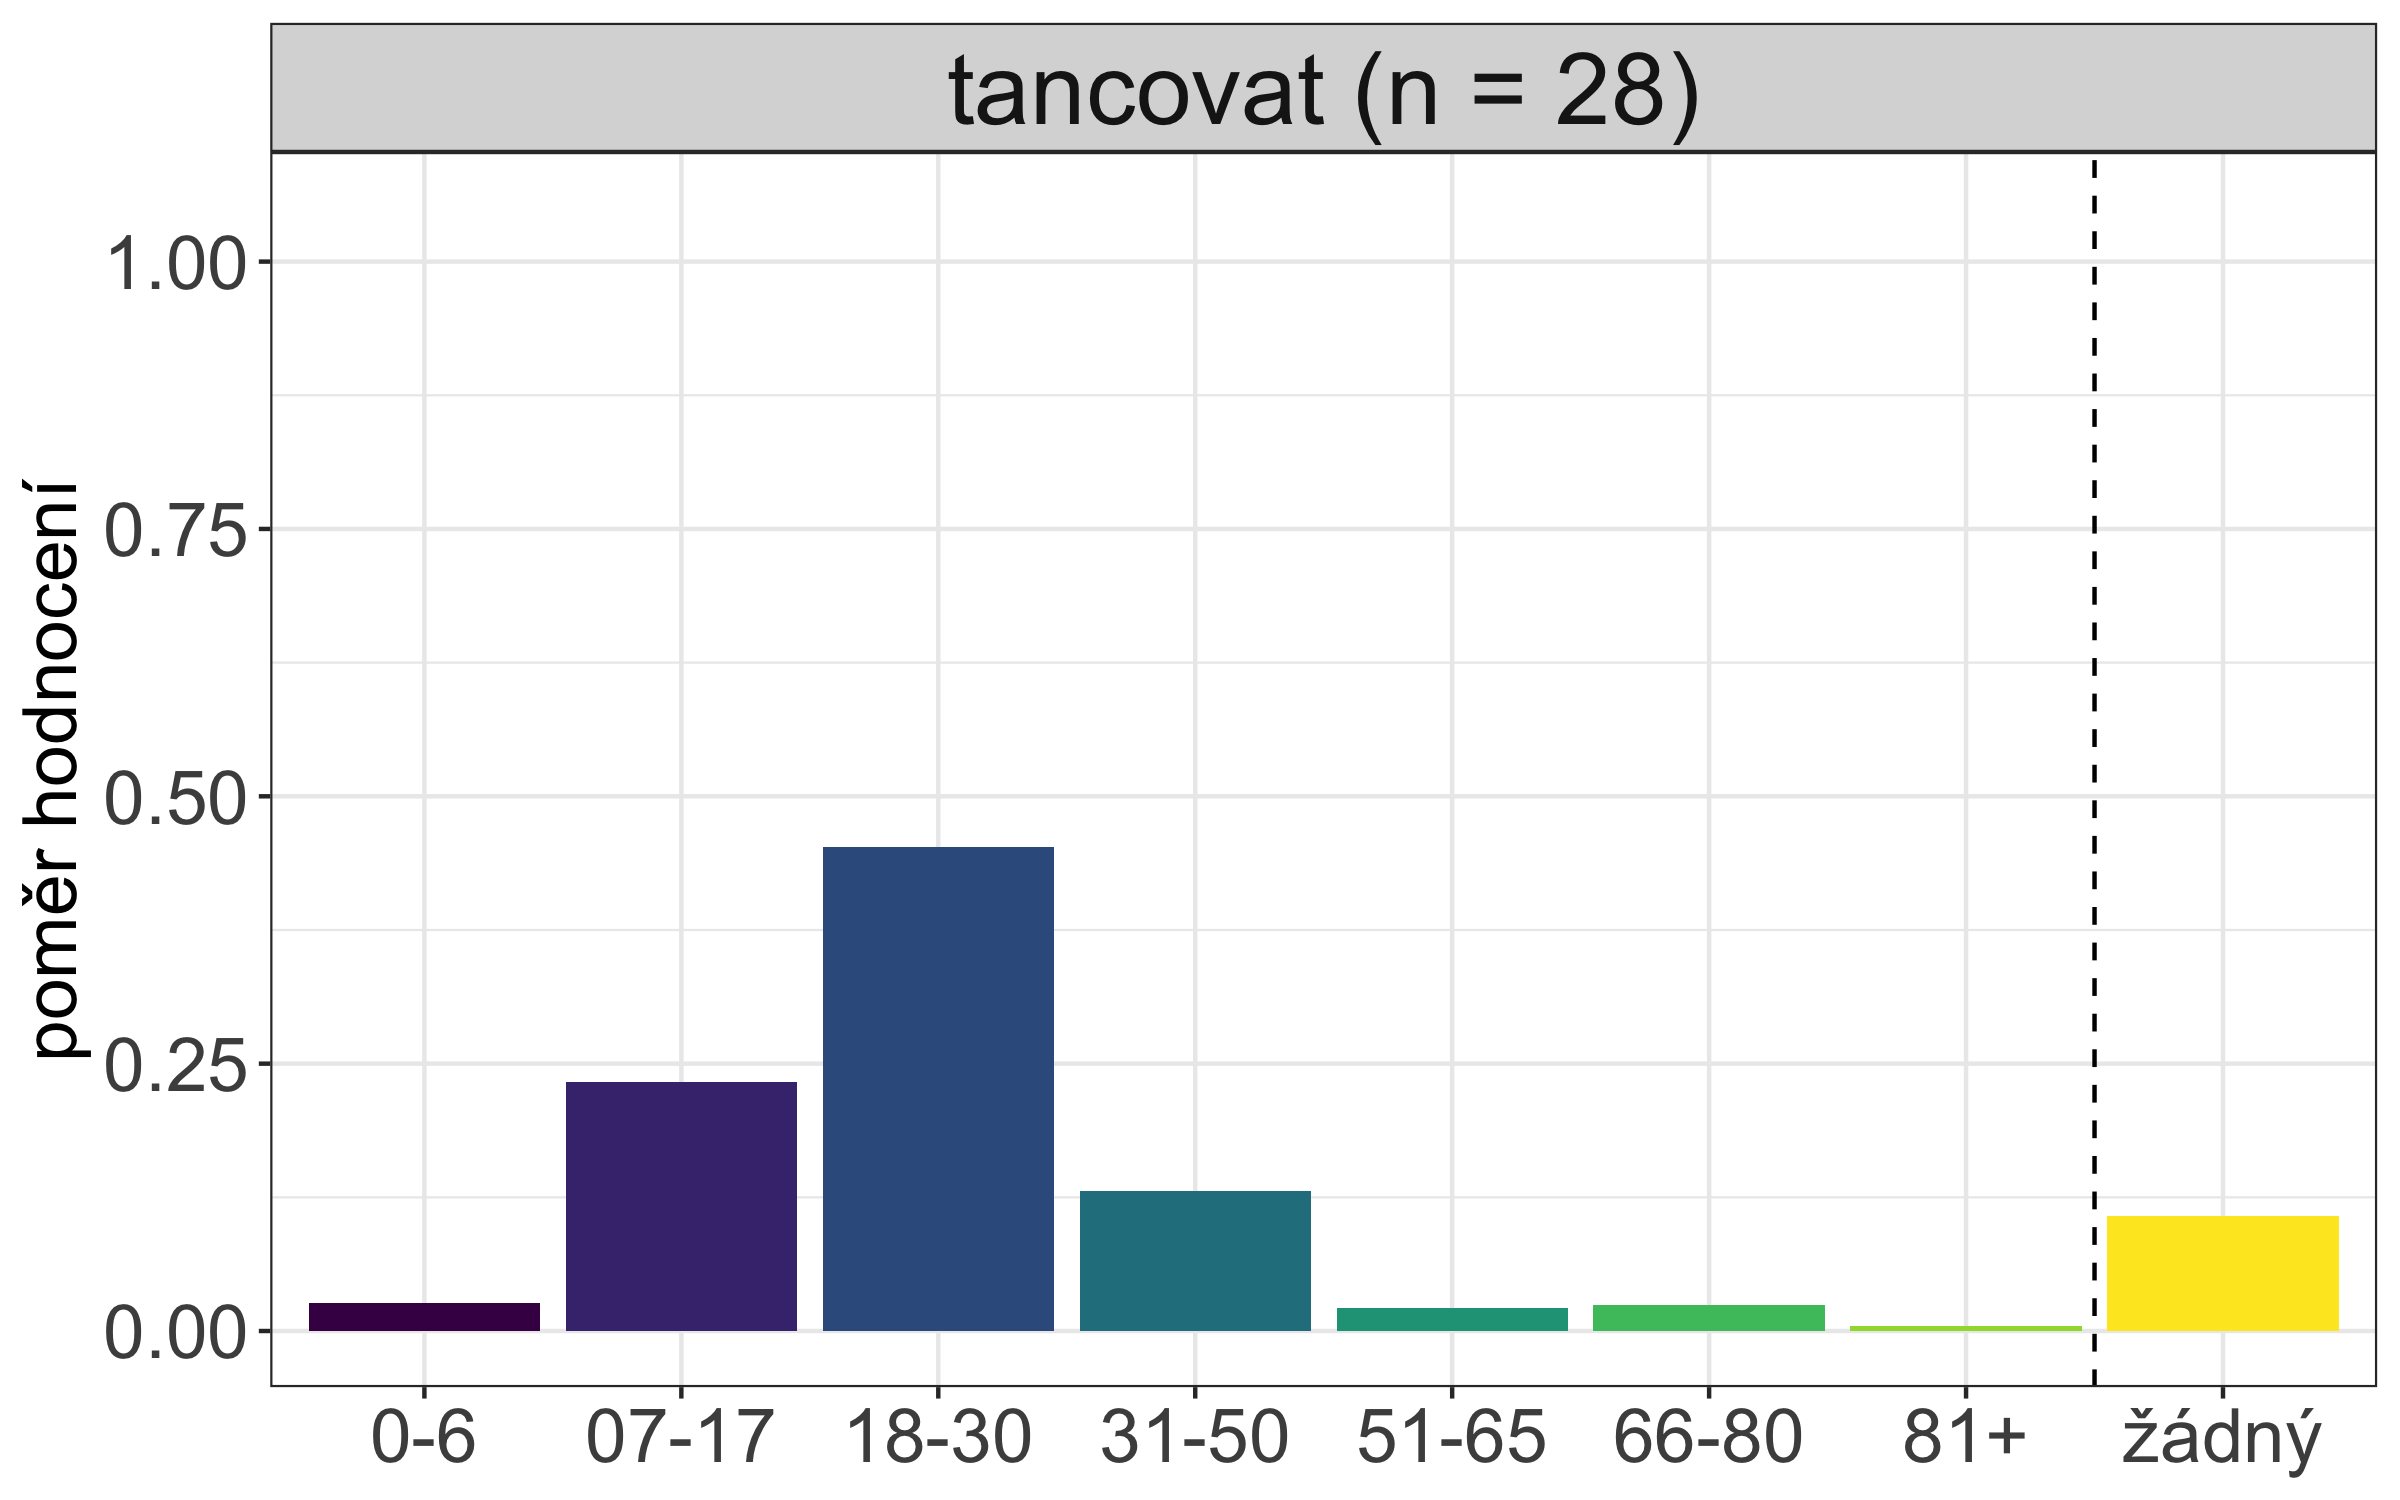 tancovat (n = 28)
poměr hodnocení
1.00
0.75
0.50
0.25
0.00
0-6 07-17 18-30 31-50 51-65 66-80 81+ žádný